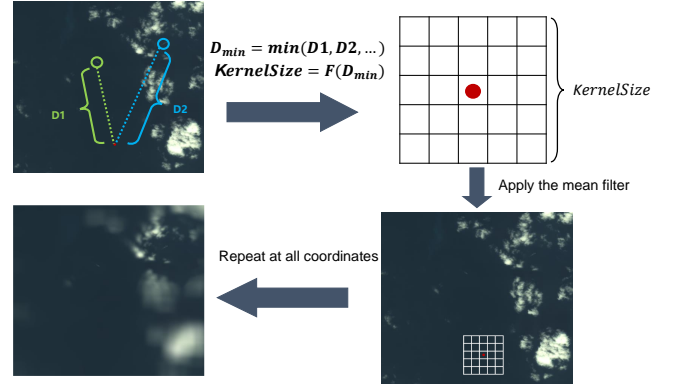 D1
D2
D_min = min(D1, D2, ...)
KernelSize = F(D_min)
KernelSize
Apply the mean filter
Repeat at all coordinates